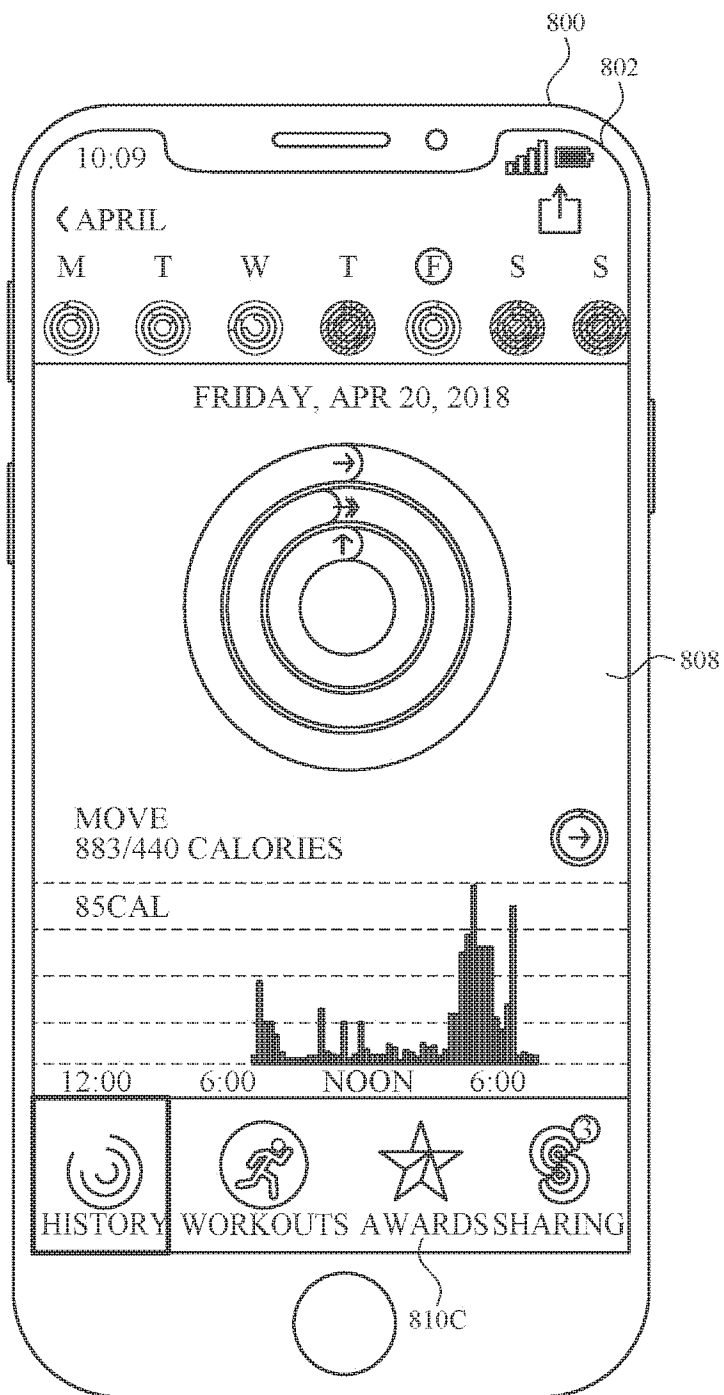 800
802
10:09
< APRIL
M T W T F S S
FRIDAY, APR 20, 2018
808
MOVE
883/440 CALORIES
85CAL
12:00 6:00 NOON 6:00
3
HISTORY WORKOUTS AWARDS SHARING
810C